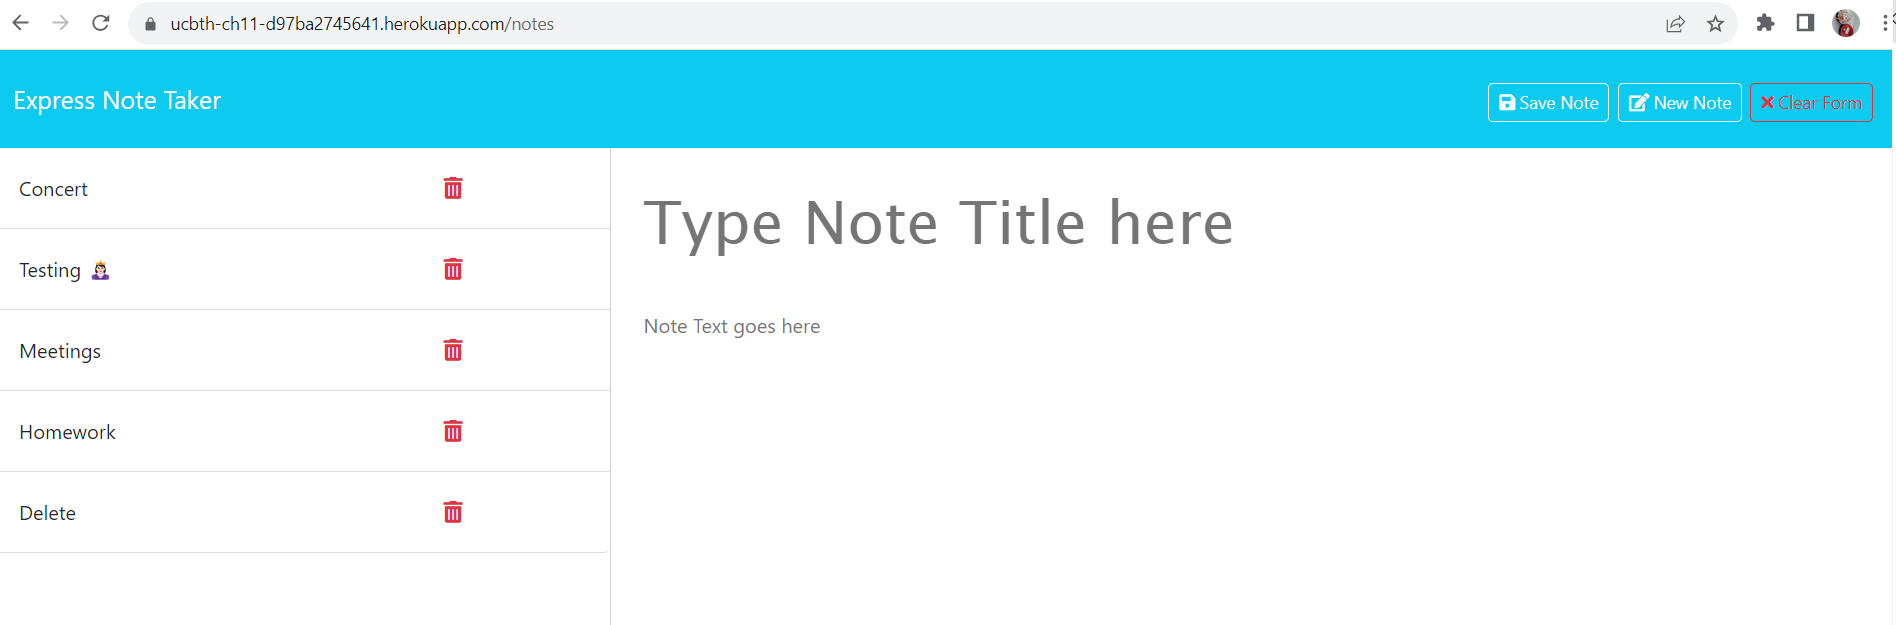 ucbth-ch11-d97ba2745641.herokuapp.com/notes
Express Note Taker
Save Note
New Note
Clear Form
Concert
Testing 🤷🏻‍♀️
Meetings
Homework
Delete
Type Note Title here
Note Text goes here